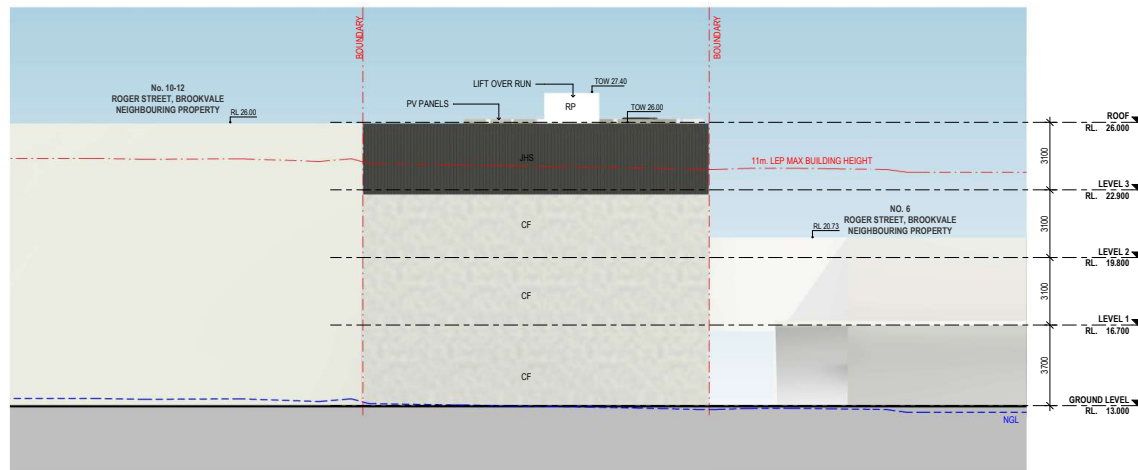 BOUNDARY
BOUNDARY
LIFT OVER RUN
TOW 27.40
No. 10-12
ROGER STREET, BROOKVALE
NEIGHBOURING PROPERTY
RL 26.00
PV PANELS
RP
TOW 26.00
ROOF
RL. 26.000
3100
JHS
11m. LEP MAX BUILDING HEIGHT
LEVEL 3
RL. 22.900
NO. 6
ROGER STREET, BROOKVALE
NEIGHBOURING PROPERTY
RL 20.73
CF
3100
LEVEL 2
RL. 19.800
CF
3100
LEVEL 1
RL. 16.700
3700
CF
GROUND LEVEL
RL. 13.000
NGL